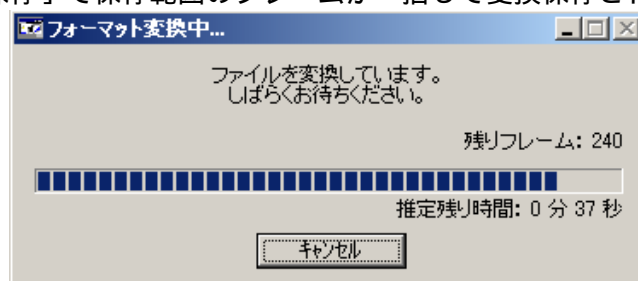 フォーマット変換中...
ファイルを変換しています。
しばらくお待ちください。
残りフレーム: 240
推定残り時間: 0 分 37 秒
キャンセル